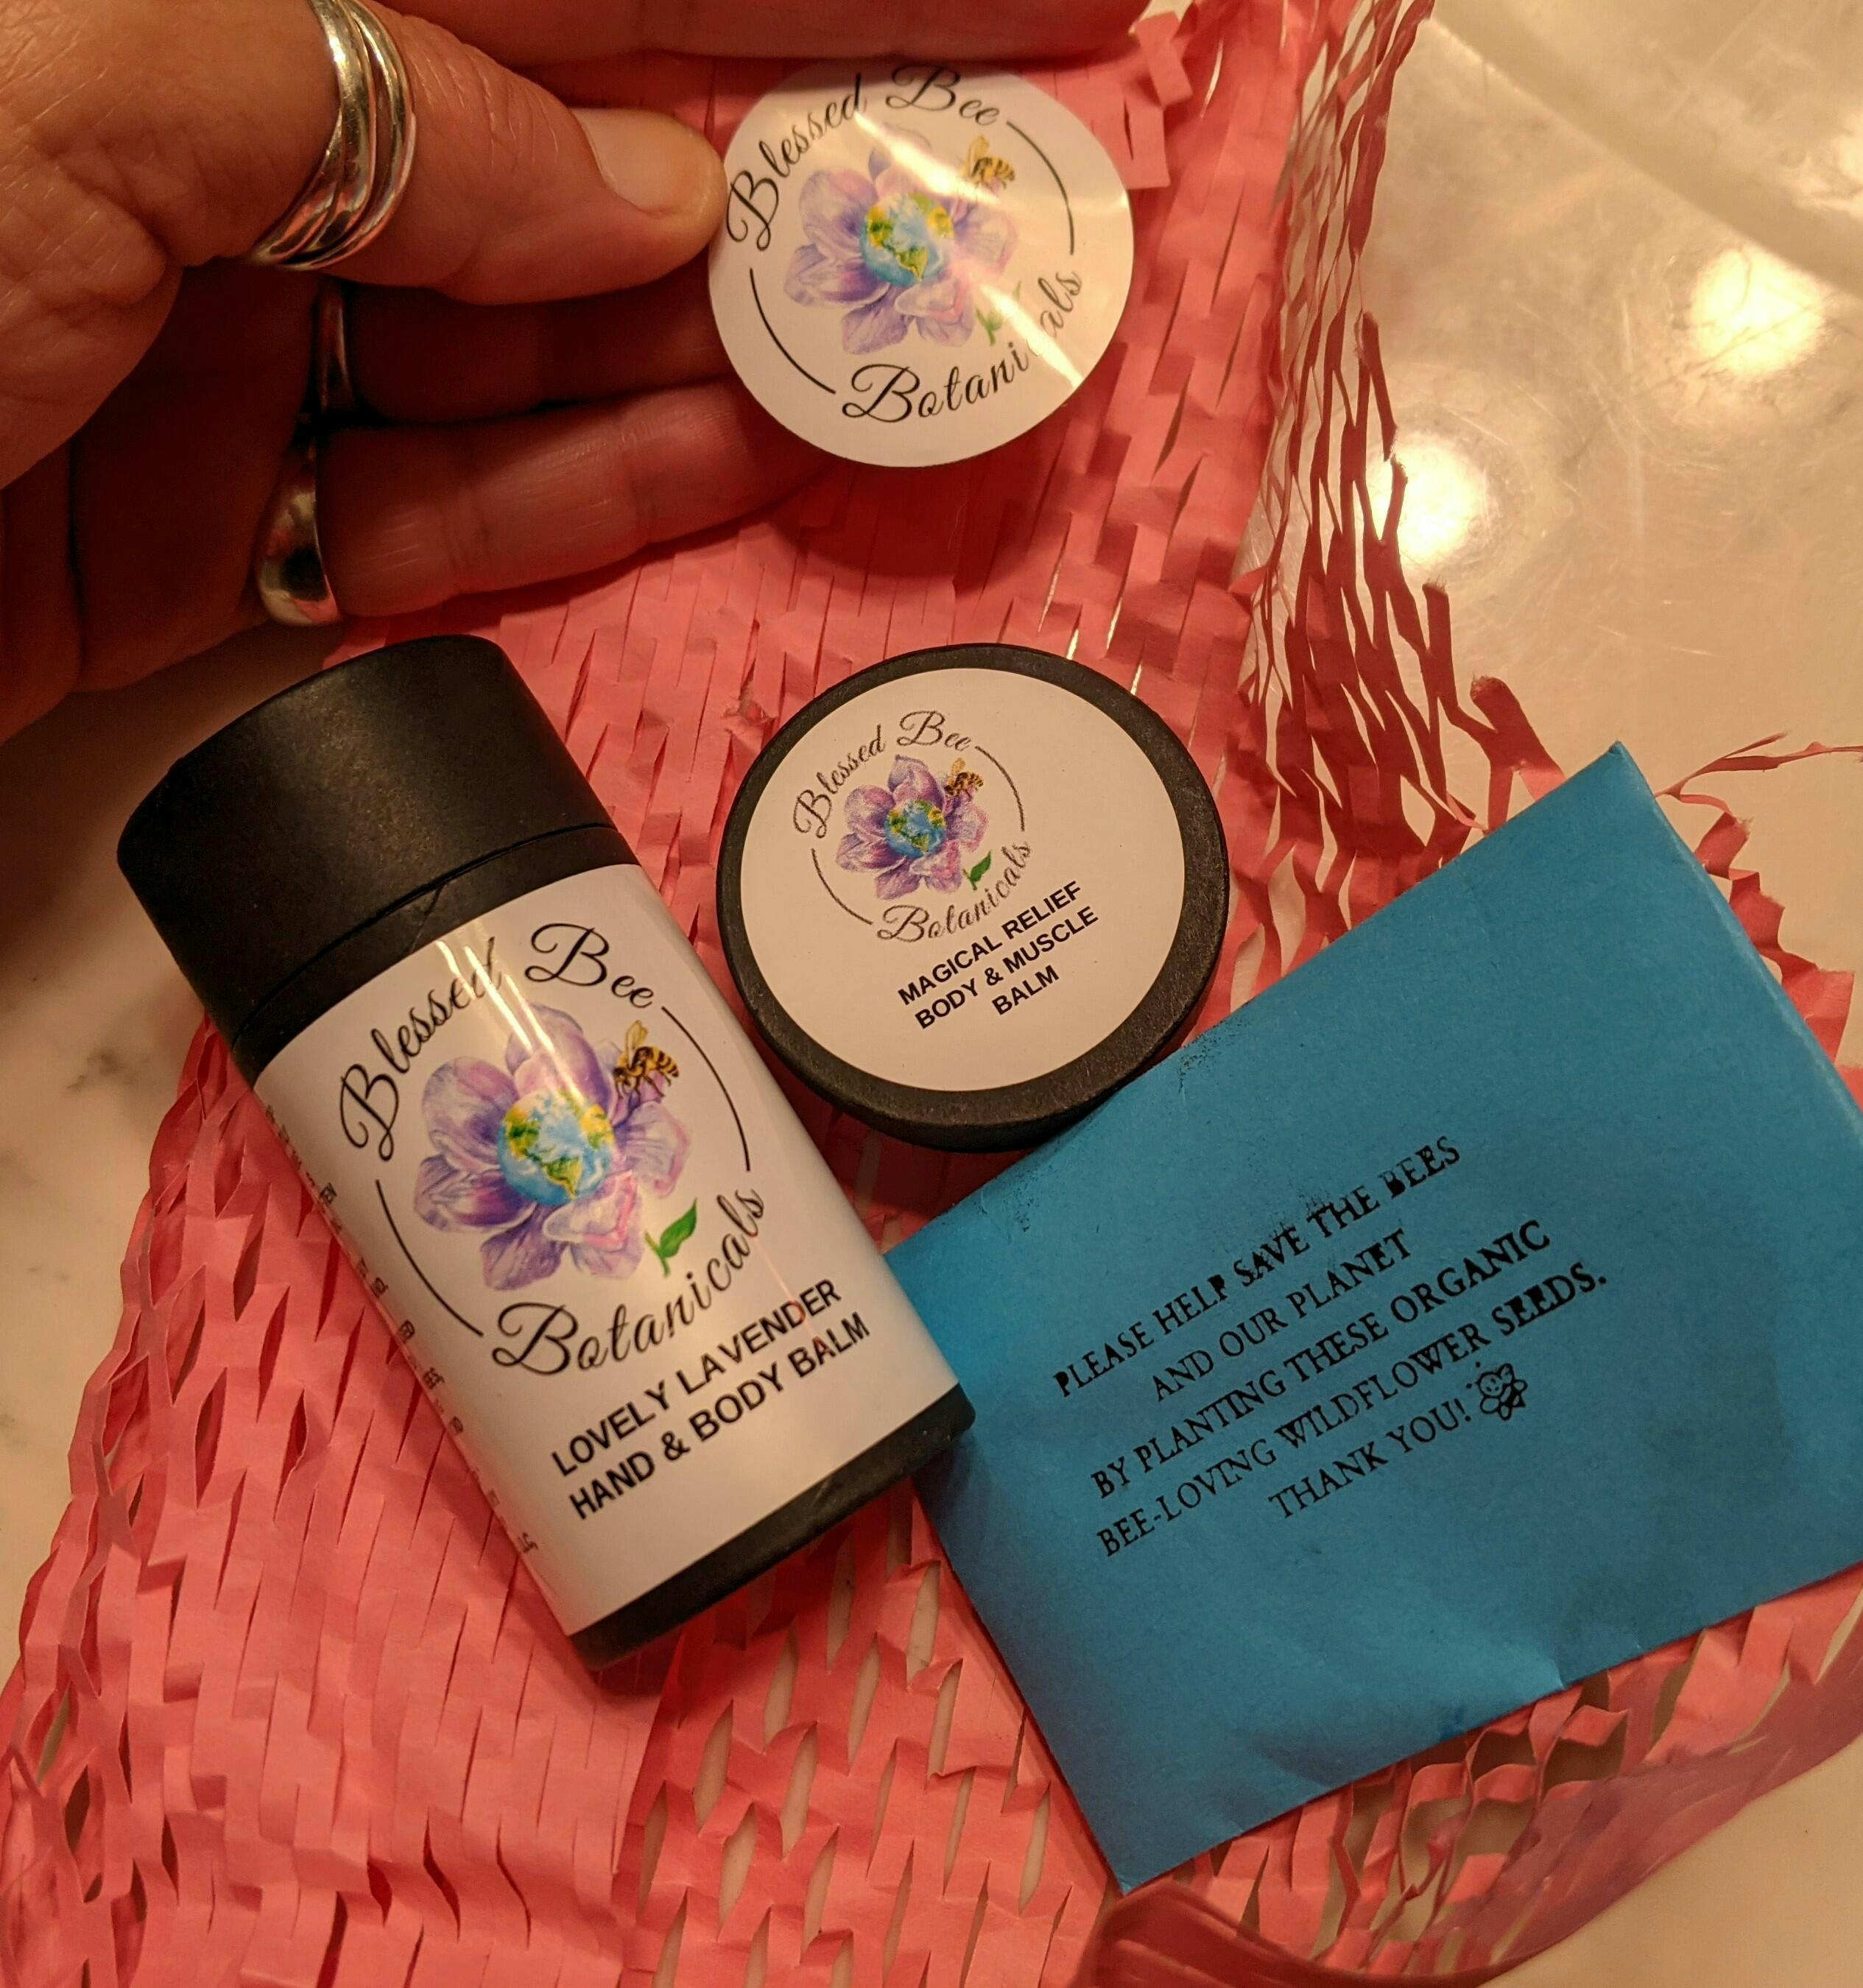 Blessed Bee
Botanicals
Blessed Bee
Botanicals
MAGICAL RELIEF
BODY & MUSCLE
BALM
Blessed Bee
Botanicals
LOVELY LAVENDER
HAND & BODY BALM
PLEASE HELP SAVE THE BEES
AND OUR PLANET
BY PLANTING THESE ORGANIC
BEE-LOVING WILDFLOWER SEEDS.
THANK YOU!